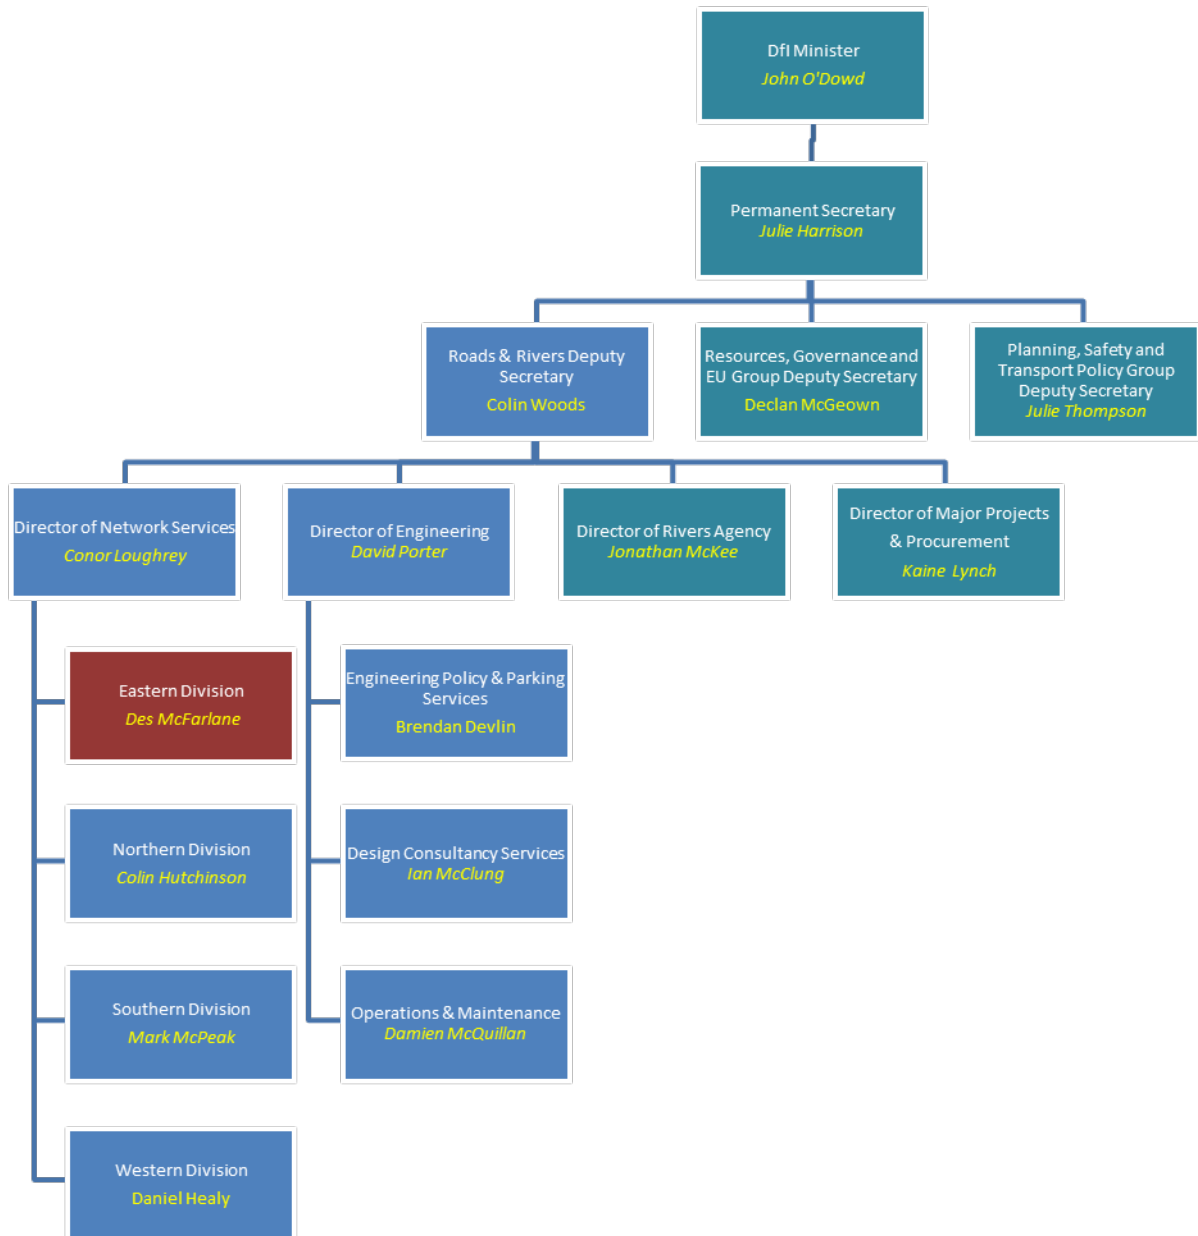 DfI Minister
John O'Dowd
Permanent Secretary
Julie Harrison
Roads & Rivers Deputy
Secretary
Colin Woods
Resources, Governance and
EU Group Deputy Secretary
Declan McGeown
Planning, Safety and
Transport Policy Group
Deputy Secretary
Julie Thompson
Director of Network Services
Conor Loughrey
Director of Engineering
David Porter
Director of Rivers Agency
Jonathan McKee
Director of Major Projects
& Procurement
Kaine Lynch
Eastern Division
Des McFarlane
Engineering Policy & Parking
Services
Brendan Devlin
Northern Division
Colin Hutchinson
Design Consultancy Services
Ian McClung
Southern Division
Mark McPeak
Operations & Maintenance
Damien McQuillan
Western Division
Daniel Healy